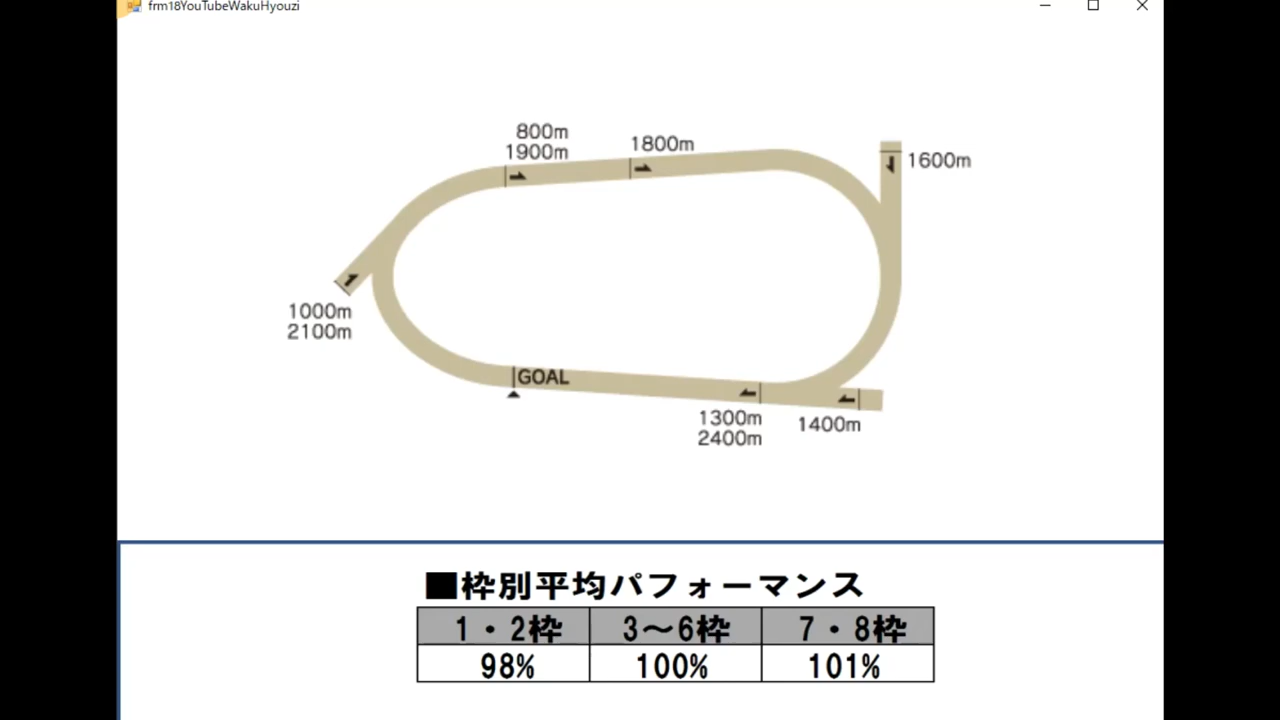 frm18YouTubeWakuHyouzi
800m
1900m
1800m
1600m
1000m
2100m
GOAL
1300m
2400m
1400m
■枠別平均パフォーマンス
1・2枠 3～6枠 7・8枠
98% 100% 101%